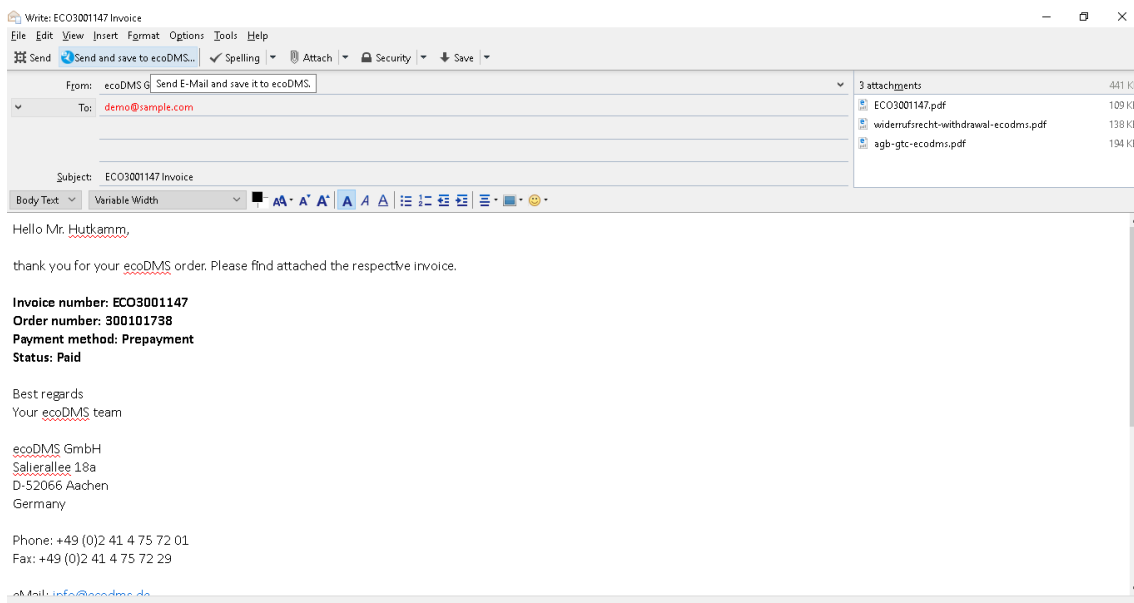 Write: ECO3001147 Invoice
File Edit View Insert Format Options Tools Help
Send Send and save to ecoDMS... Spelling Attach Security Save
From: ecoDMS G
Send E-Mail and save it to ecoDMS.
To: demo@sample.com
Subject: ECO3001147 Invoice
3 attachments 441 K
ECO3001147.pdf 109 K
widerrufsrecht-withdrawal-ecodms.pdf 138 K
agb-gtc-ecodms.pdf 194 K
Body Text Variable Width
Hello Mr. Hutkamm,
thank you for your ecoDMS order. Please find attached the respective invoice.
Invoice number: ECO3001147
Order number: 300101738
Payment method: Prepayment
Status: Paid
Best regards
Your ecoDMS team
ecoDMS GmbH
Salierallee 18a
D-52066 Aachen
Germany
Phone: +49 (0)2 41 4 75 72 01
Fax: +49 (0)2 41 4 75 72 29
eMail: info@ecodms.de